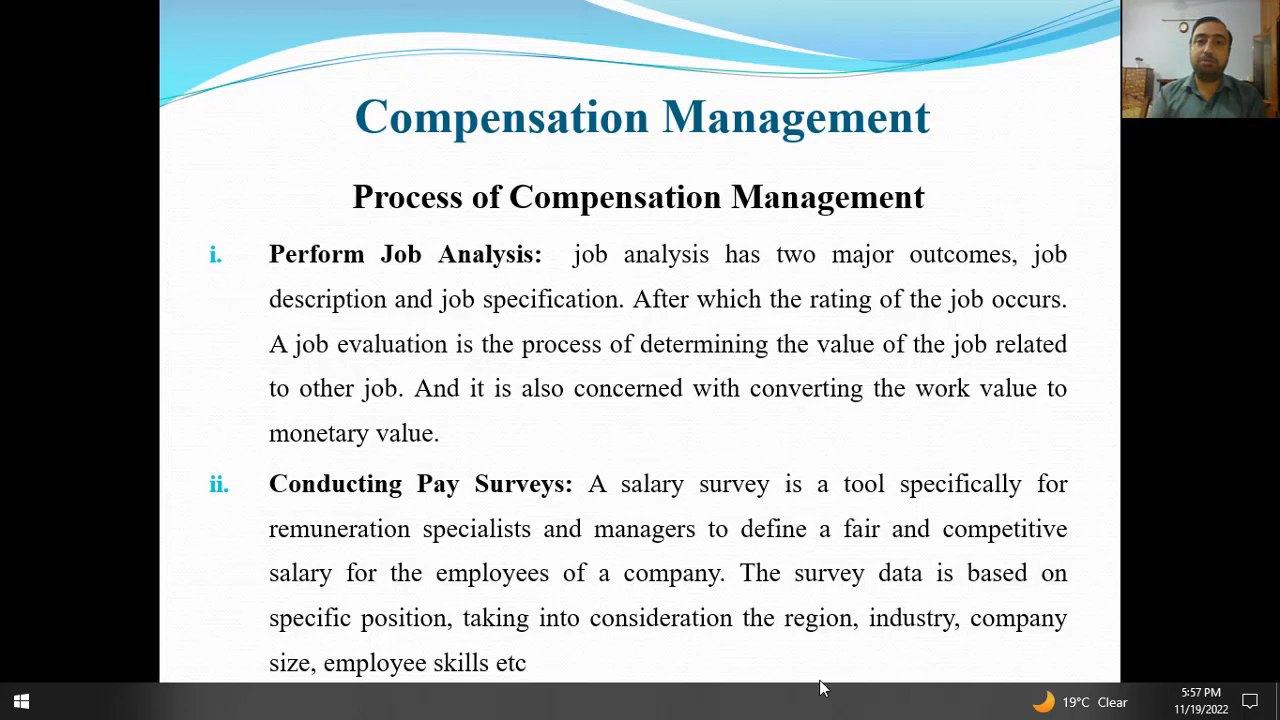 Compensation Management
Process of Compensation Management
i. Perform Job Analysis: job analysis has two major outcomes, job
description and job specification. After which the rating of the job occurs.
A job evaluation is the process of determining the value of the job related
to other job. And it is also concerned with converting the work value to
monetary value.
ii. Conducting Pay Surveys: A salary survey is a tool specifically for
remuneration specialists and managers to define a fair and competitive
salary for the employees of a company. The survey data is based on
specific position, taking into consideration the region, industry, company
size, employee skills etc
19°C Clear
5:57 PM
11/19/2022